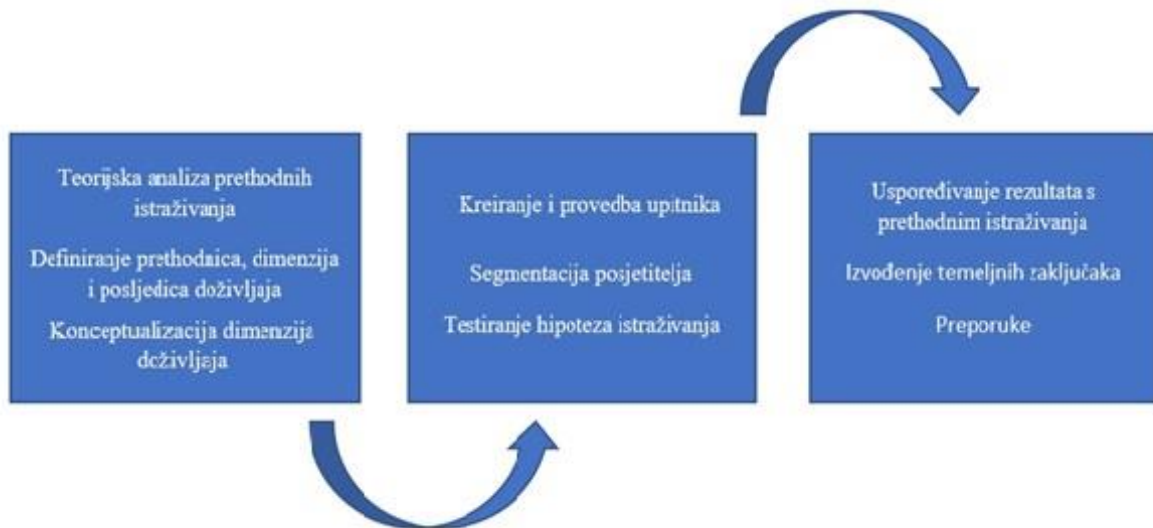 Teorijska analiza prethodnih
istraživanja
Definiranje prethodnica, dimenzija
i posljedica doživljaja
Konceptualizacija dimenzija
doživljaja
Kreiranje i provedba upitnika
Segmentacija posjetitelja
Testiranje hipoteza istraživanja
Uspoređivanje rezultata s
prethodnim istraživanja
Izvođenje temeljnih zaključaka
Preporuke